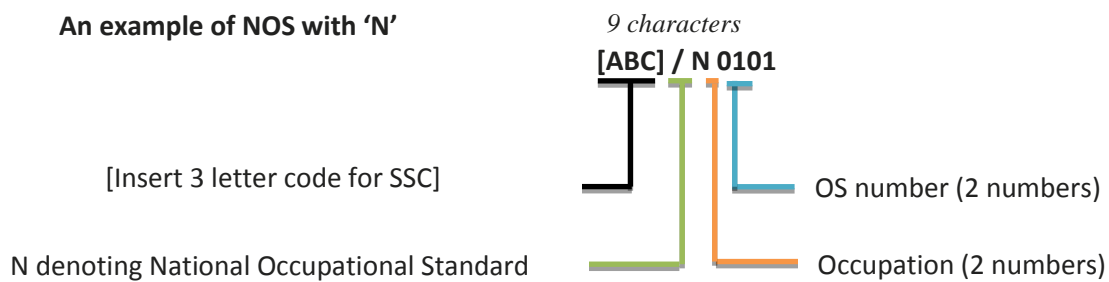 An example of NOS with ‘N’
9 characters
[ABC] / N 0101
[Insert 3 letter code for SSC]
OS number (2 numbers)
N denoting National Occupational Standard
Occupation (2 numbers)